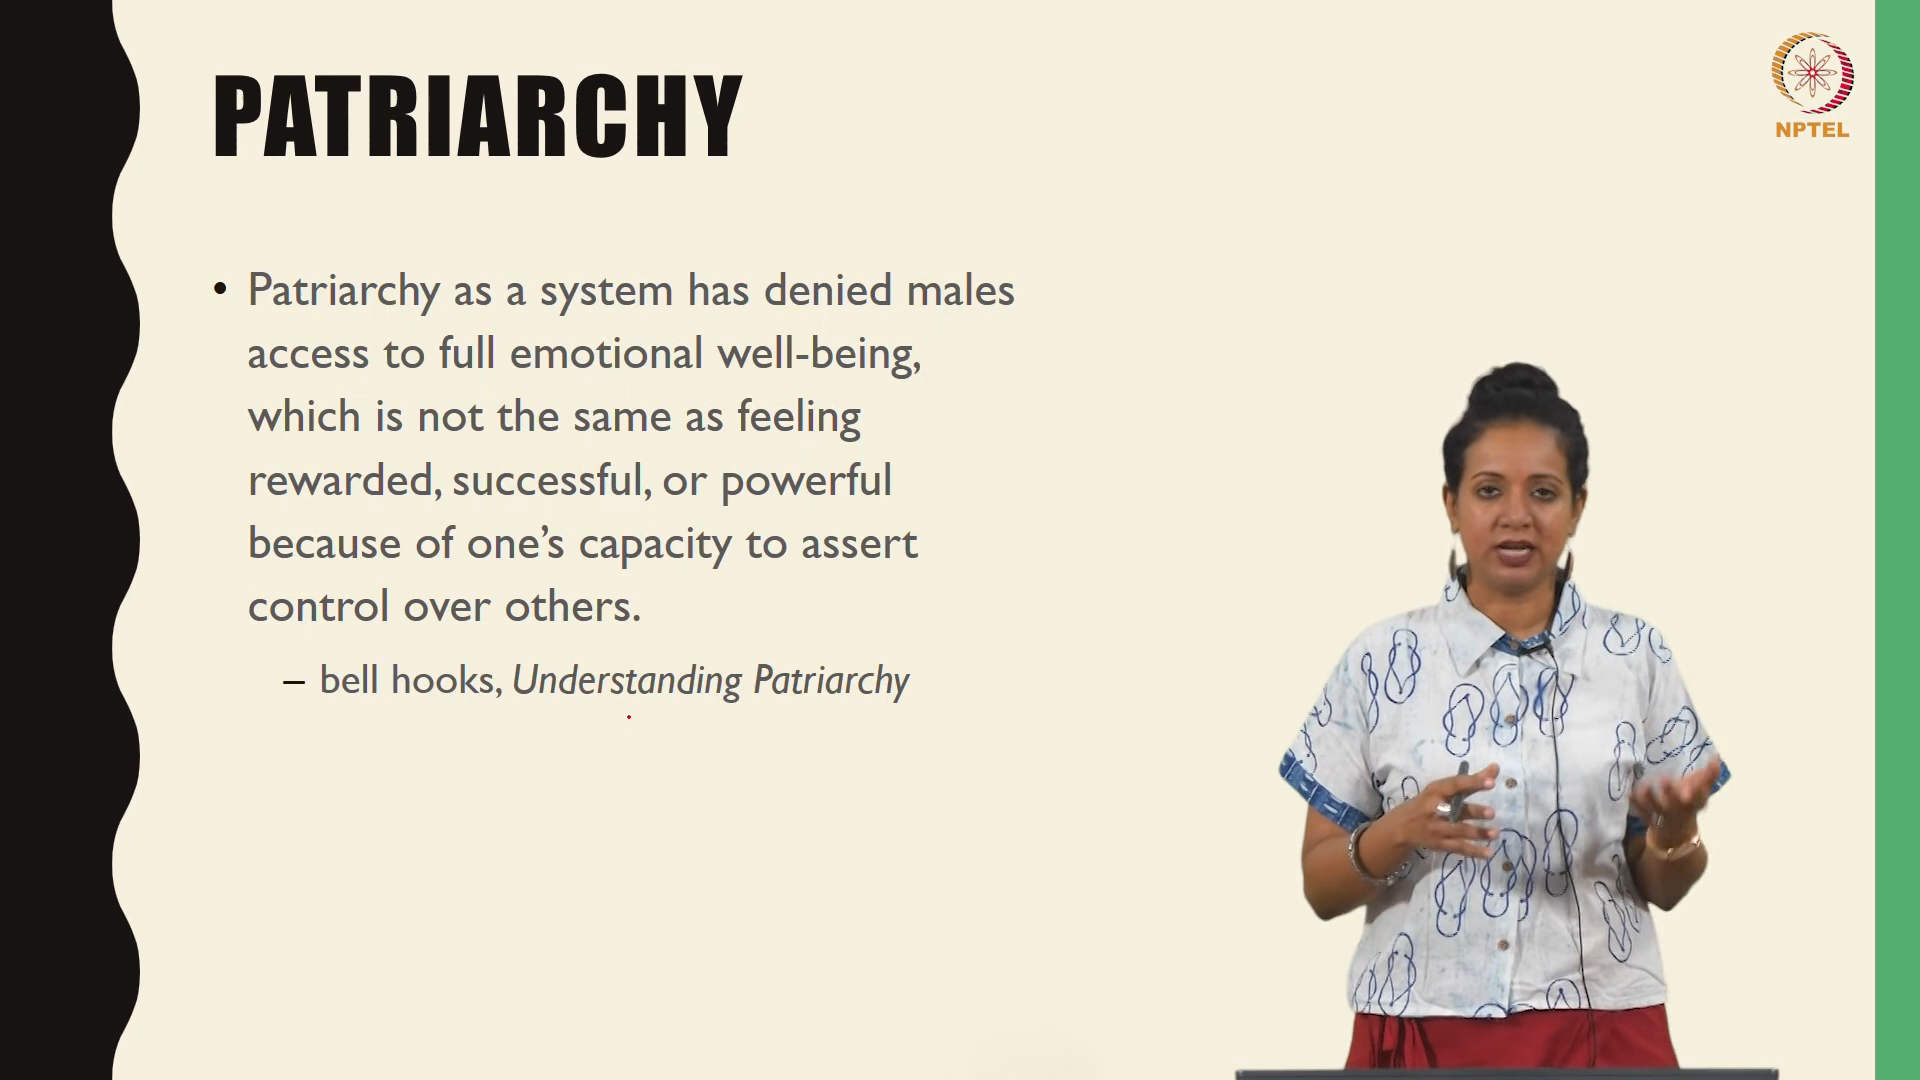 PATRIARCHY
NPTEL
• Patriarchy as a system has denied males
access to full emotional well-being,
which is not the same as feeling
rewarded, successful, or powerful
because of one’s capacity to assert
control over others.
– bell hooks, Understanding Patriarchy